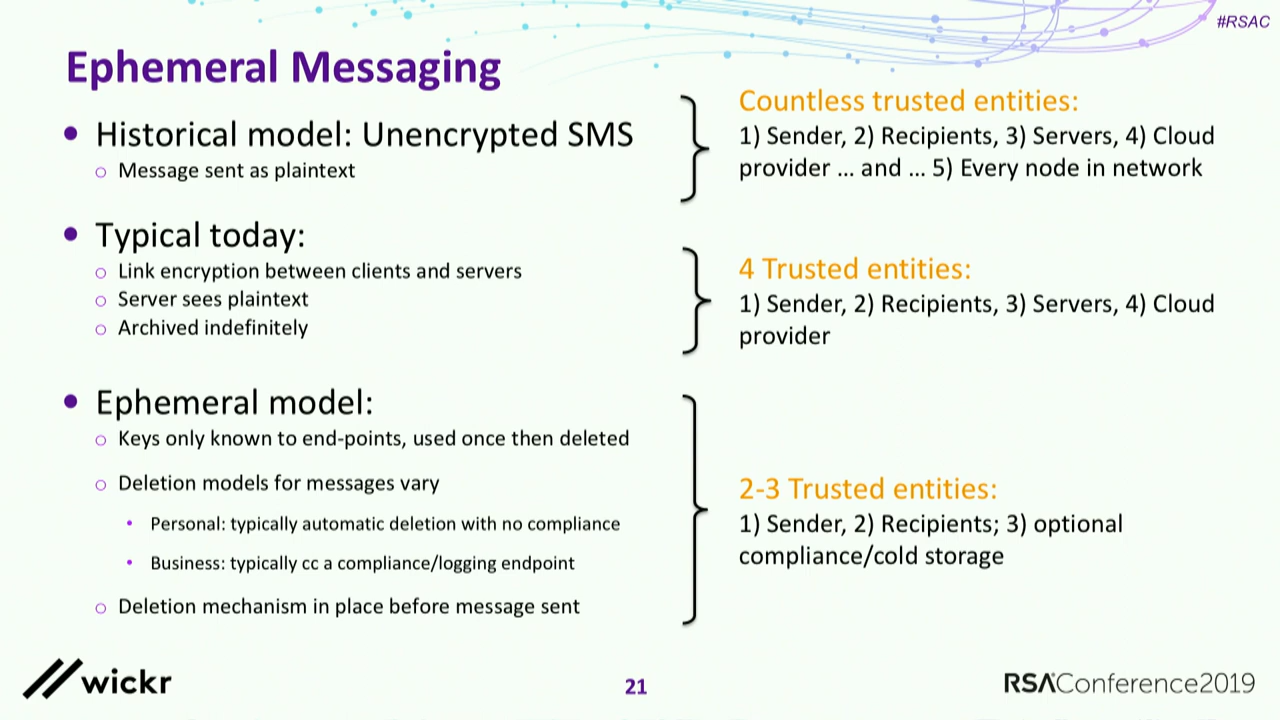 #RSAC
Ephemeral Messaging
• Historical model: Unencrypted SMS
○ Message sent as plaintext
Countless trusted entities:
1) Sender, 2) Recipients, 3) Servers, 4) Cloud
provider ... and ... 5) Every node in network
• Typical today:
○ Link encryption between clients and servers
○ Server sees plaintext
○ Archived indefinitely
4 Trusted entities:
1) Sender, 2) Recipients, 3) Servers, 4) Cloud
provider
• Ephemeral model:
○ Keys only known to end-points, used once then deleted
○ Deletion models for messages vary
• Personal: typically automatic deletion with no compliance
• Business: typically cc a compliance/logging endpoint
○ Deletion mechanism in place before message sent
2-3 Trusted entities:
1) Sender, 2) Recipients; 3) optional
compliance/cold storage
wickr
21
RSAConference2019